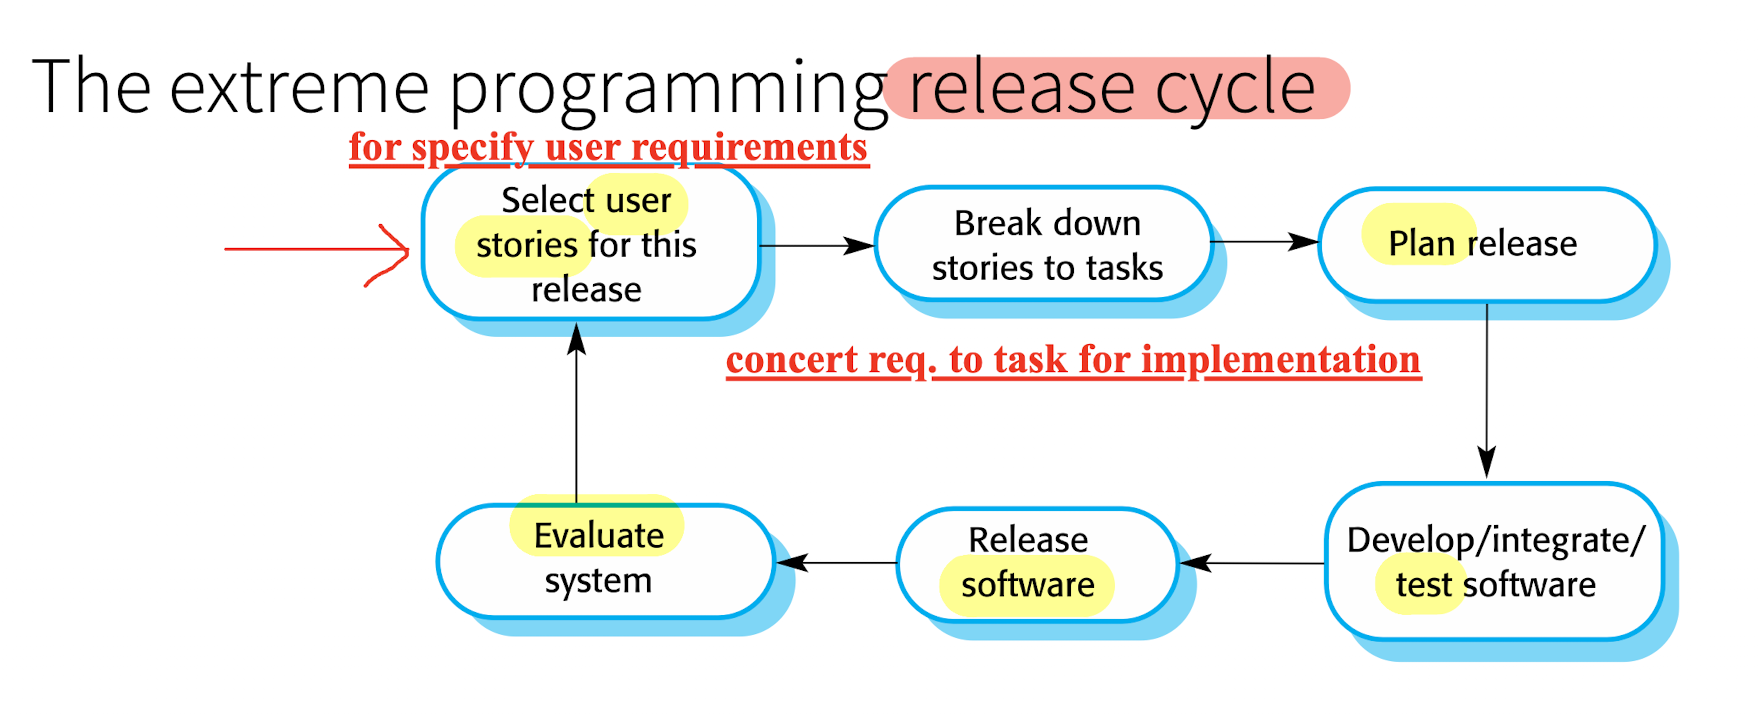 The extreme programming release cycle
for specify user requirements
Select user
stories for this
release
Break down
stories to tasks
Plan release
concert req. to task for implementation
Evaluate
system
Release
software
Develop/integrate/
test software